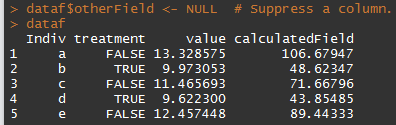 > dataf$otherField <- NULL  # Suppress a column.
> dataf
  Indiv treatment     value calculatedField
1     a     FALSE 13.328575       106.67947
2     b      TRUE  9.973053        48.62347
3     c     FALSE 11.465693        71.66796
4     d      TRUE  9.622300        43.85485
5     e     FALSE 12.457448        89.44333